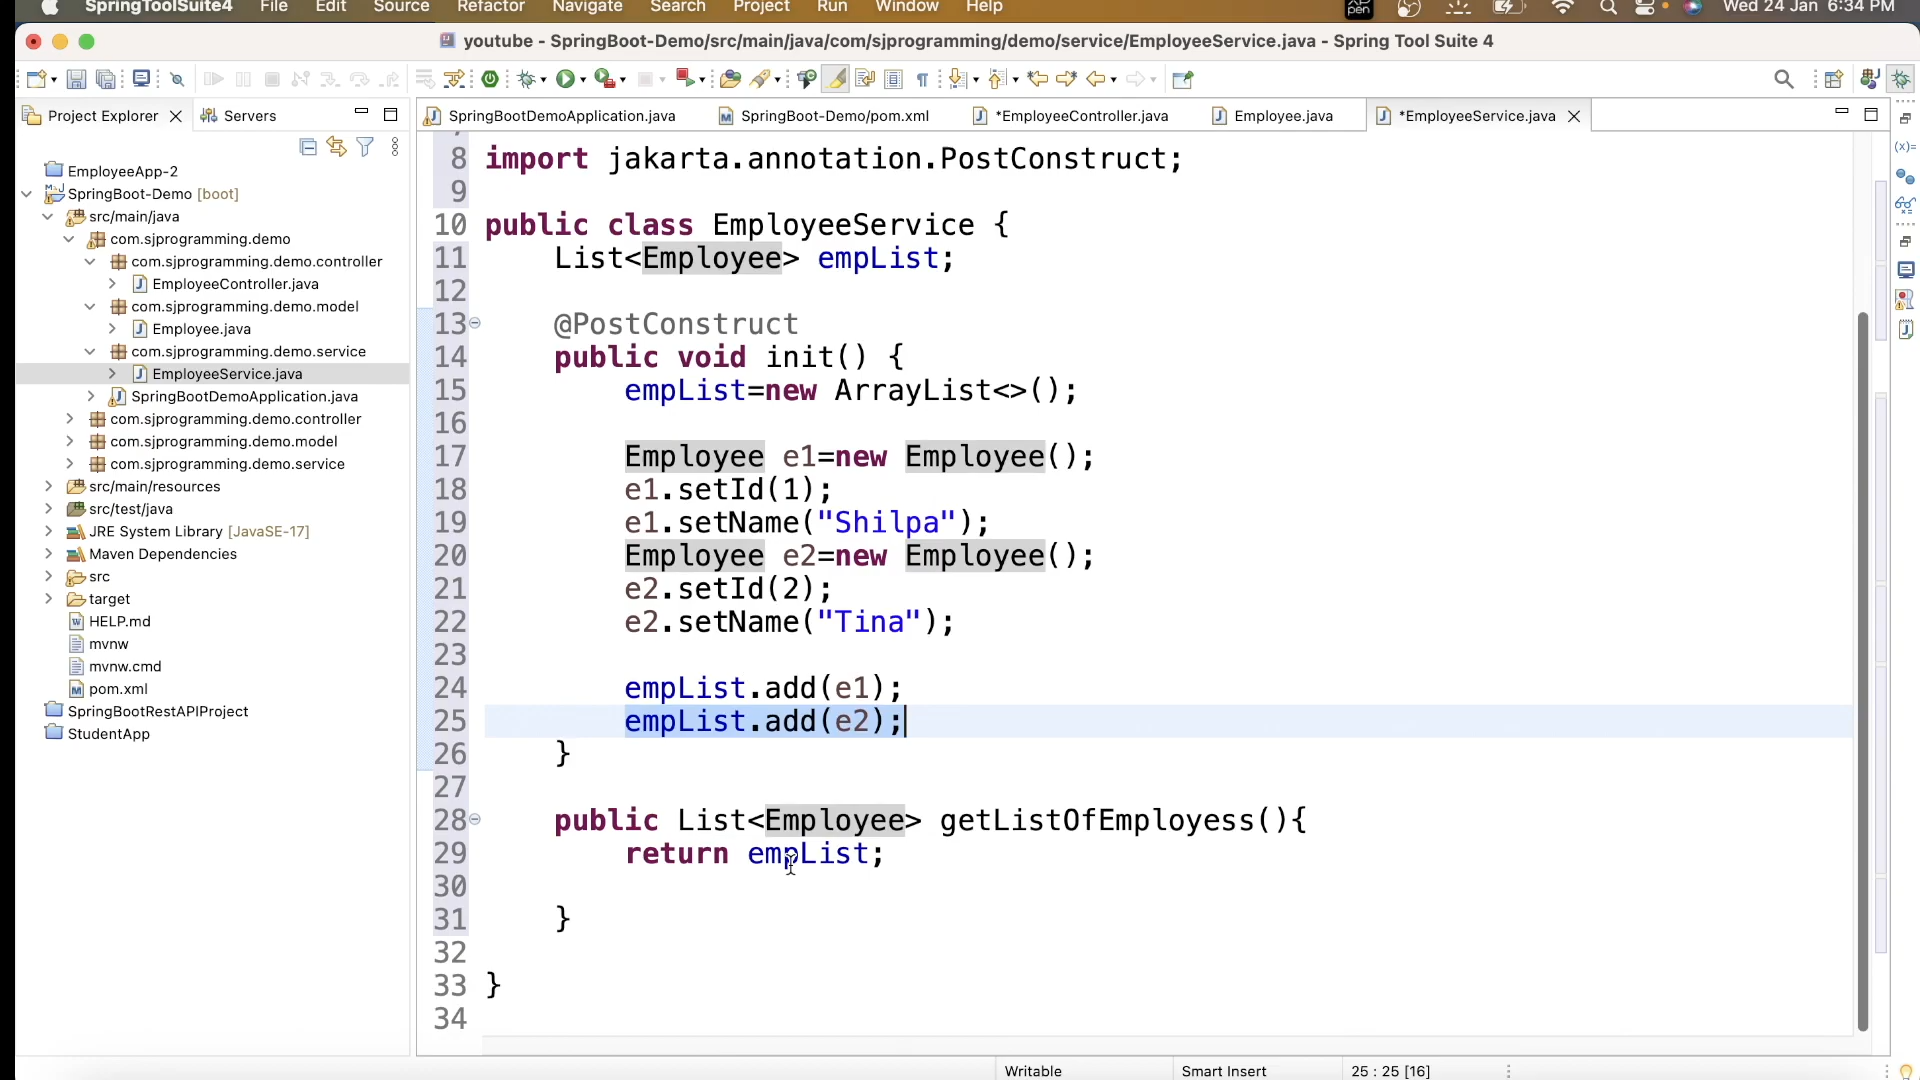 SpringToolSuite4 File Edit Source Refactor Navigate Search Project Run Window Help Wed 24 Jan 6:34 PM
youtube - SpringBoot-Demo/src/main/java/com/sjprogramming/demo/service/EmployeeService.java - Spring Tool Suite 4
Project Explorer Servers
SpringBootDemoApplication.java SpringBoot-Demo/pom.xml *EmployeeController.java Employee.java *EmployeeService.java
EmployeeApp-2
SpringBoot-Demo [boot]
src/main/java
com.sjprogramming.demo
com.sjprogramming.demo.controller
EmployeeController.java
com.sjprogramming.demo.model
Employee.java
com.sjprogramming.demo.service
EmployeeService.java
SpringBootDemoApplication.java
com.sjprogramming.demo.controller
com.sjprogramming.demo.model
com.sjprogramming.demo.service
src/main/resources
src/test/java
JRE System Library [JavaSE-17]
Maven Dependencies
src
target
HELP.md
mvnw
mvnw.cmd
pom.xml
SpringBootRestAPIProject
StudentApp
8 import jakarta.annotation.PostConstruct;
9
10 public class EmployeeService {
11 List<Employee> empList;
12
13 @PostConstruct
14 public void init() {
15 empList=new ArrayList<>();
16
17 Employee e1=new Employee();
18 e1.setId(1);
19 e1.setName("Shilpa");
20 Employee e2=new Employee();
21 e2.setId(2);
22 e2.setName("Tina");
23
24 empList.add(e1);
25 empList.add(e2);
26 }
27
28 public List<Employee> getListOfEmployess(){
29 return empList;
30
31 }
32
33 }
34
Writable Smart Insert 25 : 25 [16]